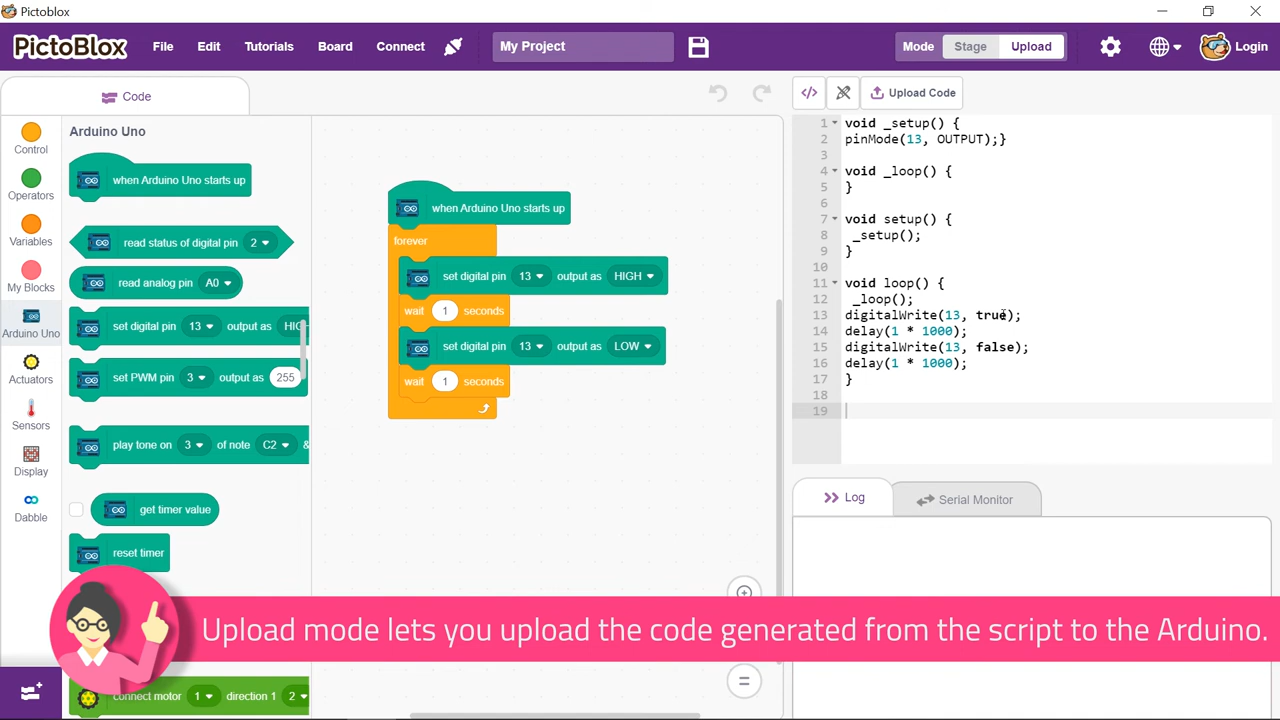 Pictoblox
PictoBlox File Edit Tutorials Board Connect My Project Mode Stage Upload Login
Code
</> Upload Code
Control
Operators
Variables
My Blocks
Arduino Uno
Actuators
Sensors
Display
Dabble
Arduino Uno
when Arduino Uno starts up
read status of digital pin 2
read analog pin A0
set digital pin 13 output as HIG
set PWM pin 3 output as 255
play tone on 3 of note C2 &
get timer value
reset timer
connect motor 1 direction 1 2
when Arduino Uno starts up
forever
set digital pin 13 output as HIGH
wait 1 seconds
set digital pin 13 output as LOW
wait 1 seconds
1 void _setup() {
2 pinMode(13, OUTPUT);}
3
4 void _loop() {
5 }
6
7 void setup() {
8 _setup();
9 }
10
11 void loop() {
12 _loop();
13 digitalWrite(13, true);
14 delay(1 * 1000);
15 digitalWrite(13, false);
16 delay(1 * 1000);
17 }
18
19
Log Serial Monitor
Upload mode lets you upload the code generated from the script to the Arduino.